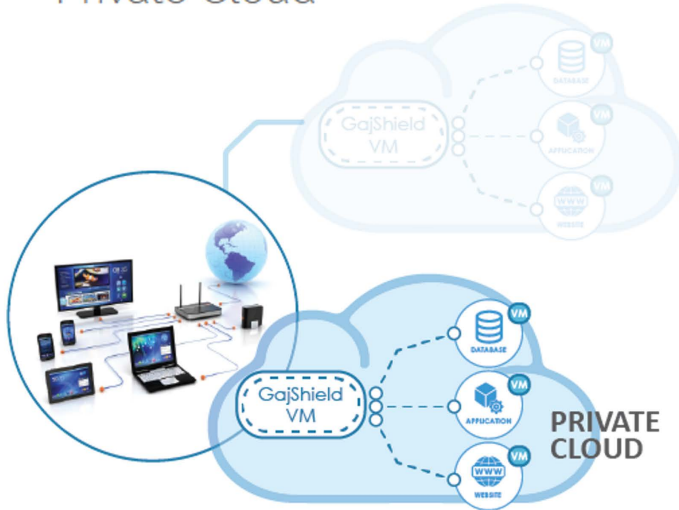 Private Cloud
VM
DATABASE
GajShield
VM
VM
APPLICATION
VM
WWW
WEBSITE
VM
DATABASE
GajShield
VM
VM
APPLICATION
PRIVATE
CLOUD
VM
WWW
WEBSITE